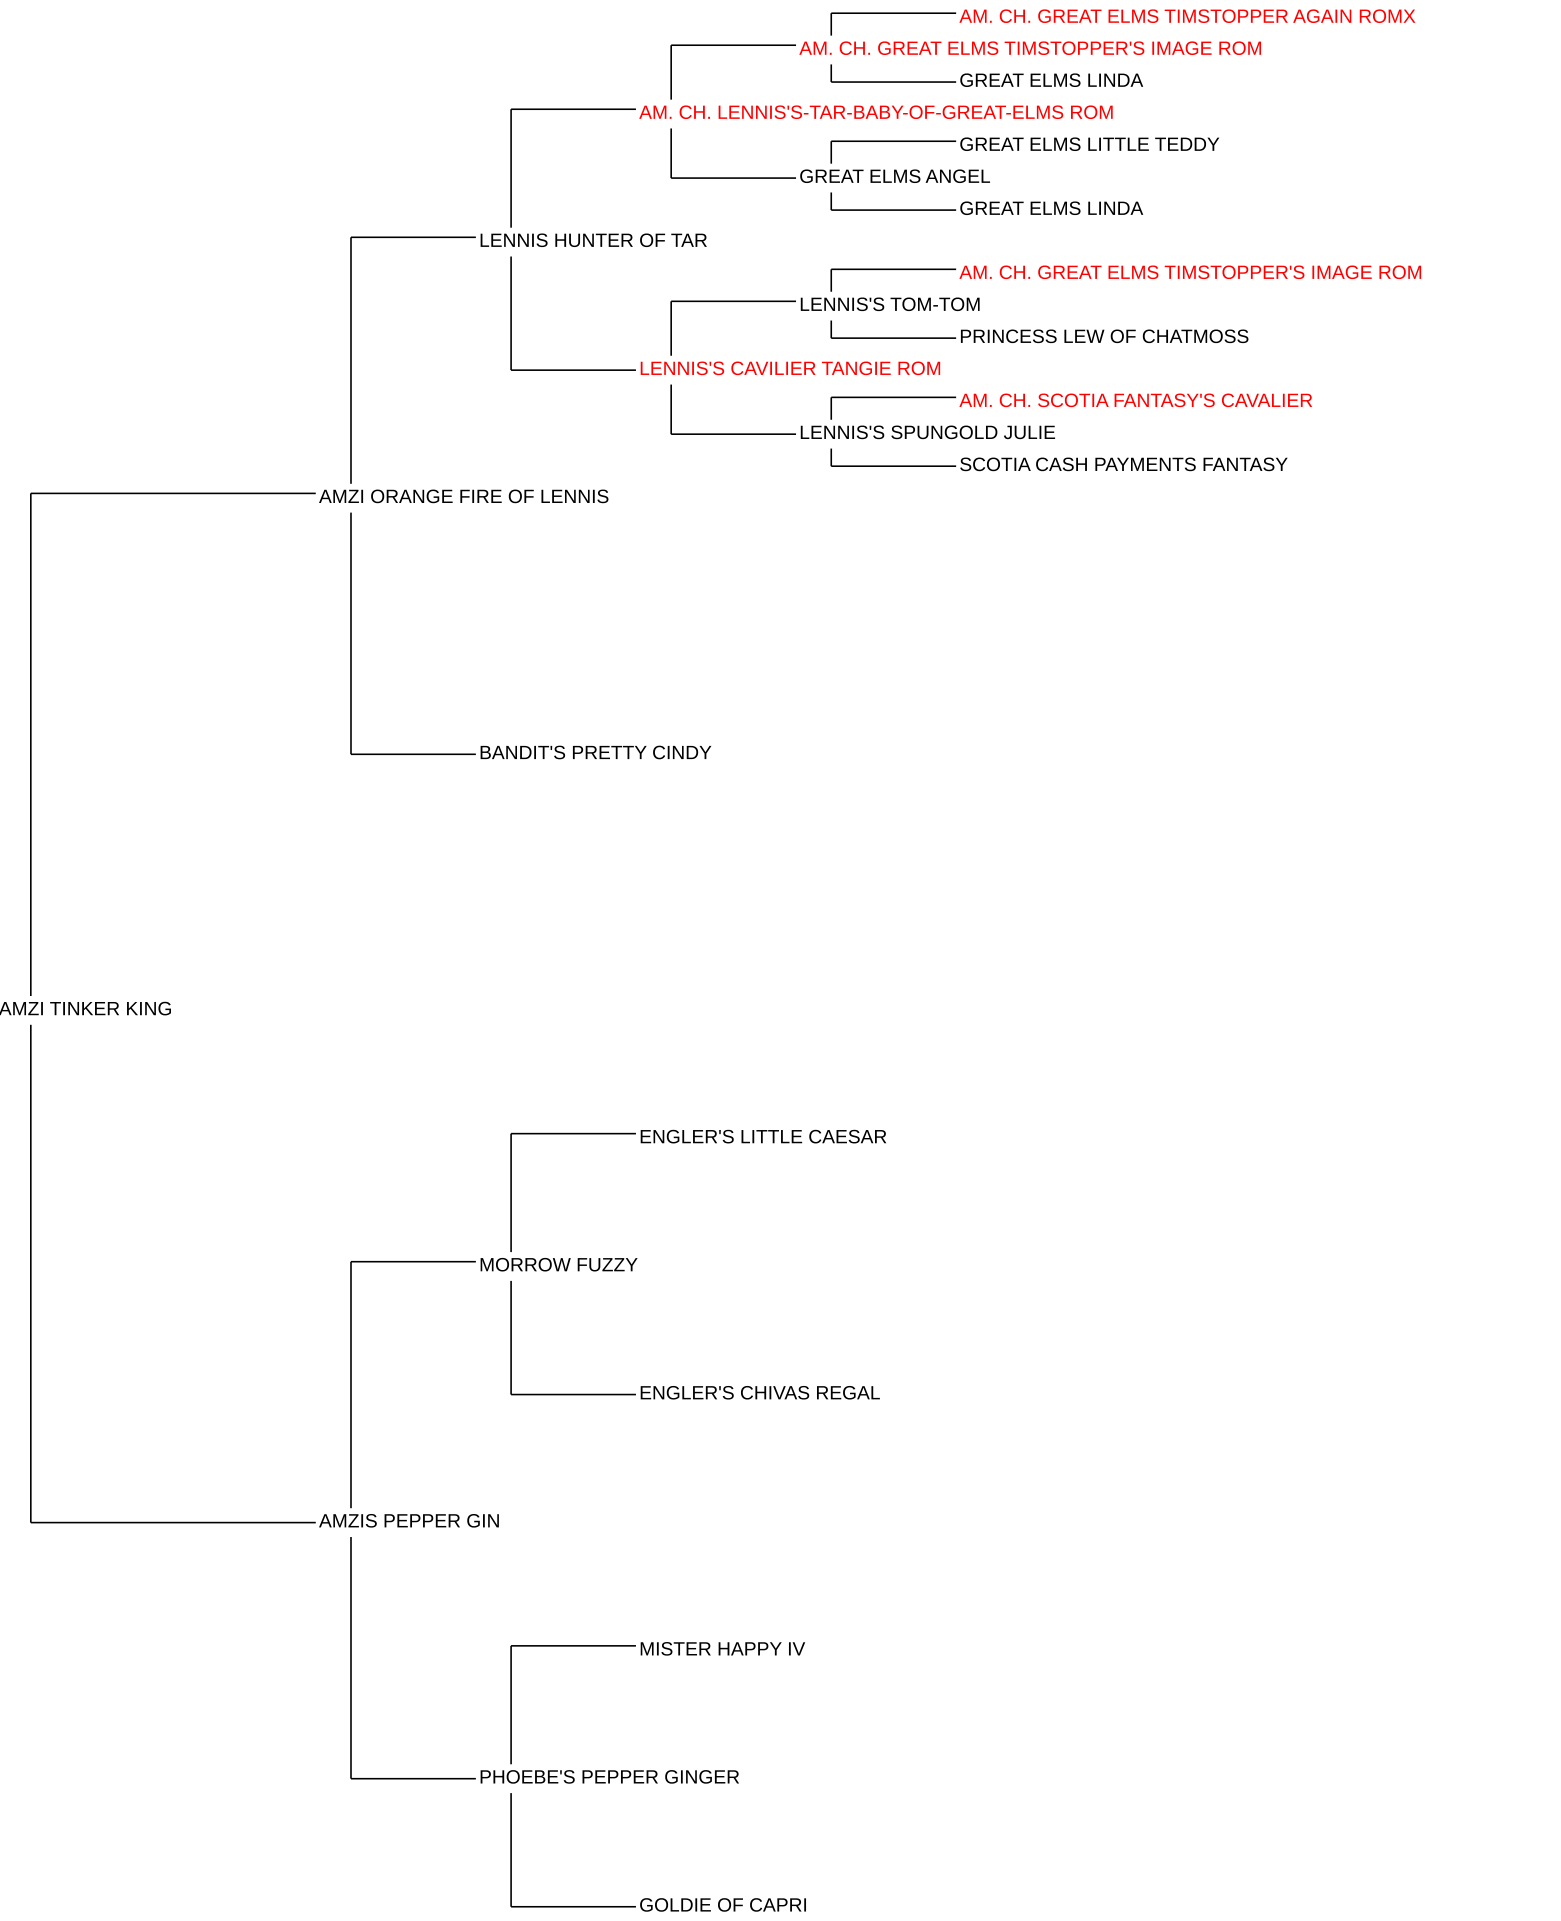 AM. CH. GREAT ELMS TIMSTOPPER AGAIN ROMX
AM. CH. GREAT ELMS TIMSTOPPER'S IMAGE ROM
GREAT ELMS LINDA
AM. CH. LENNIS'S-TAR-BABY-OF-GREAT-ELMS ROM
GREAT ELMS LITTLE TEDDY
GREAT ELMS ANGEL
GREAT ELMS LINDA
LENNIS HUNTER OF TAR
AM. CH. GREAT ELMS TIMSTOPPER'S IMAGE ROM
LENNIS'S TOM-TOM
PRINCESS LEW OF CHATMOSS
LENNIS'S CAVILIER TANGIE ROM
AM. CH. SCOTIA FANTASY'S CAVALIER
LENNIS'S SPUNGOLD JULIE
SCOTIA CASH PAYMENTS FANTASY
AMZI ORANGE FIRE OF LENNIS
BANDIT'S PRETTY CINDY
AMZI TINKER KING
ENGLER'S LITTLE CAESAR
MORROW FUZZY
ENGLER'S CHIVAS REGAL
AMZIS PEPPER GIN
MISTER HAPPY IV
PHOEBE'S PEPPER GINGER
GOLDIE OF CAPRI